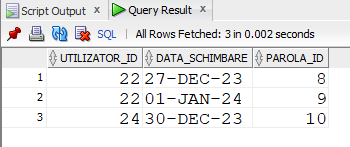 Script Output × Query Result ×
SQL | All Rows Fetched: 3 in 0.002 seconds
UTILIZATOR_ID DATA_SCHIMBARE PAROLA_ID
1 22 27-DEC-23 8
2 22 01-JAN-24 9
3 24 30-DEC-23 10